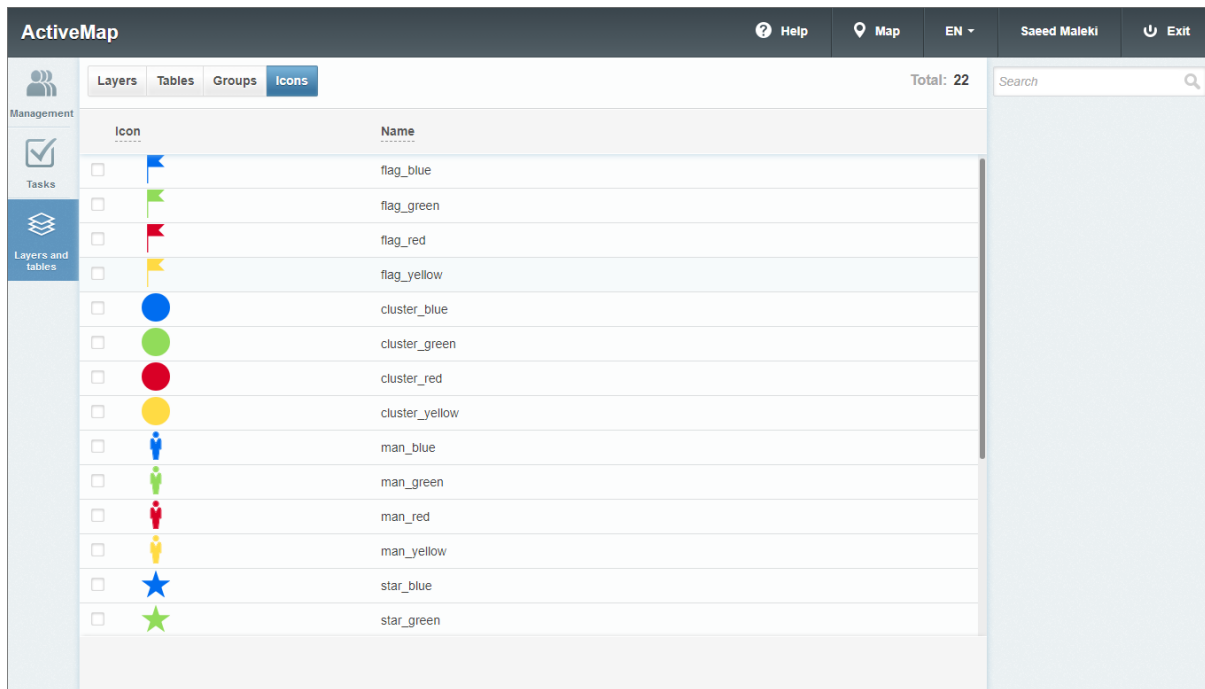 ActiveMap
Help
Map
EN
Saeed Maleki
Exit
Management
Tasks
Layers and
tables
Layers
Tables
Groups
Icons
Total: 22
Search
Icon
Name
flag_blue
flag_green
flag_red
flag_yellow
cluster_blue
cluster_green
cluster_red
cluster_yellow
man_blue
man_green
man_red
man_yellow
star_blue
star_green